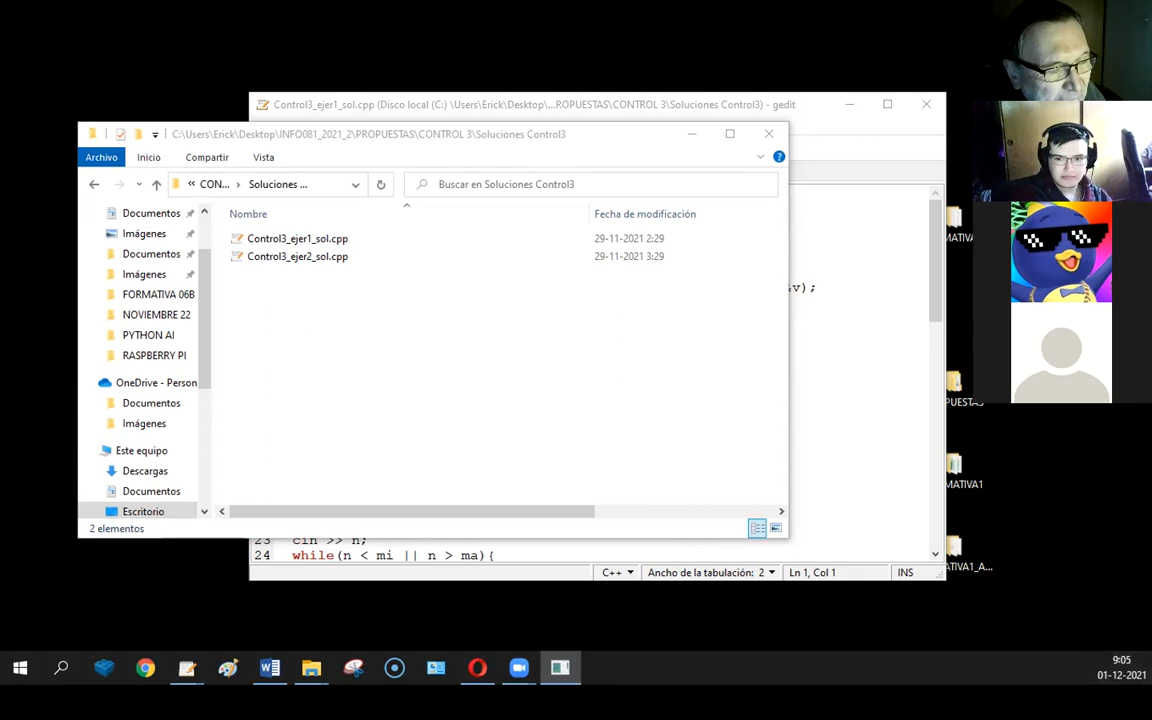 Control3_ejer1_sol.cpp (Disco local (C:) \Users\Erick\Desktop\...ROPUESTAS\CONTROL 3\Soluciones Control3) - gedit
C:\Users\Erick\Desktop\INFO081_2021_2\PROPUESTAS\CONTROL 3\Soluciones Control3
Archivo Inicio Compartir Vista
« CON... › Soluciones ... Buscar en Soluciones Control3
Nombre Fecha de modificación
Control3_ejer1_sol.cpp 29-11-2021 2:29
Control3_ejer2_sol.cpp 29-11-2021 3:29
Documentos
Imágenes
Documentos
Imágenes
FORMATIVA 06B
NOVIEMBRE 22
PYTHON AI
RASPBERRY PI
OneDrive - Person
Documentos
Imágenes
Este equipo
Descargas
Documentos
Escritorio
2 elementos
v);
23 cin >> n;
24 while(n < mi || n > ma){
C++ Ancho de la tabulación: 2 Ln 1, Col 1 INS
MATIVA
PUESTAS
MATIVA1
ATIVA1_A...
9:05
01-12-2021